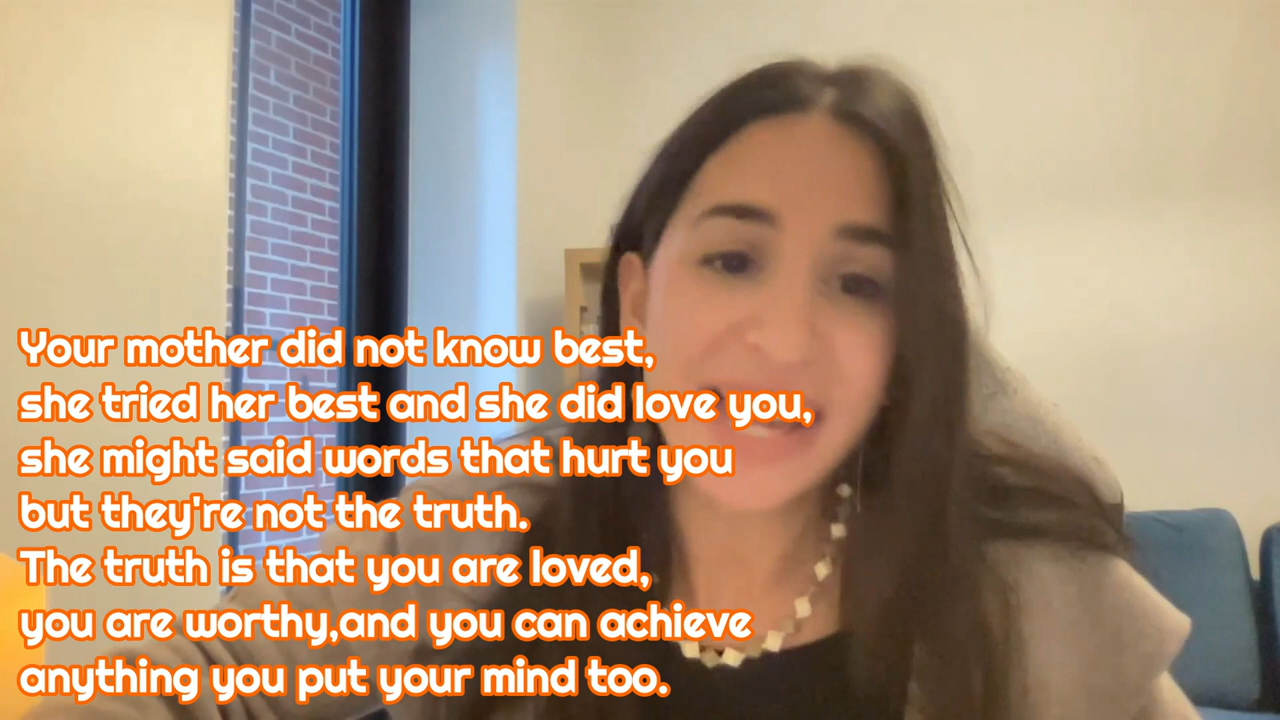 Your mother did not know best,
she tried her best and she did love you,
she might said words that hurt you
but they're not the truth.
The truth is that you are loved,
you are worthy,and you can achieve
anything you put your mind too.